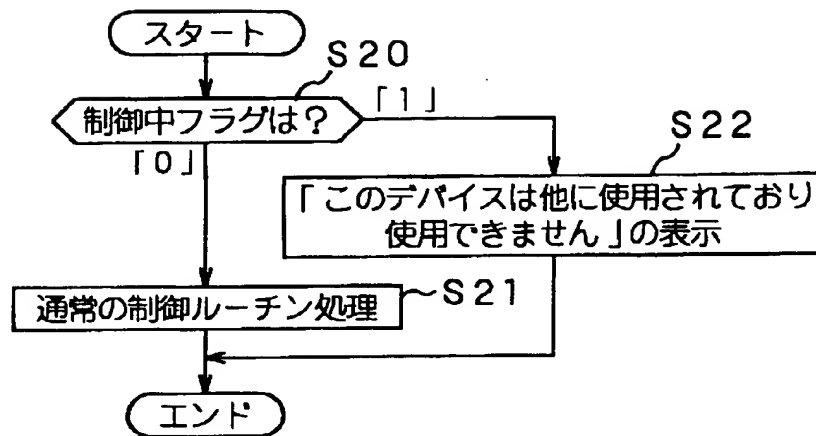 スタート
S20
制御中フラグは？
「1」
「0」
S22
「このデバイスは他に使用されており
使用できません」の表示
通常の制御ルーチン処理
S21
エンド